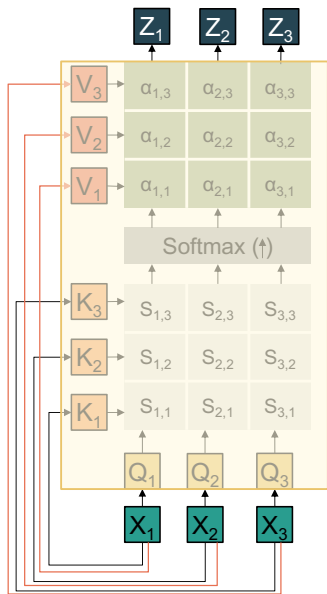 Z1 Z2 Z3
V3 α1,3 α2,3 α3,3
V2 α1,2 α2,2 α3,2
V1 α1,1 α2,1 α3,1
Softmax (↑)
K3 S1,3 S2,3 S3,3
K2 S1,2 S2,2 S3,2
K1 S1,1 S2,1 S3,1
Q1 Q2 Q3
X1 X2 X3